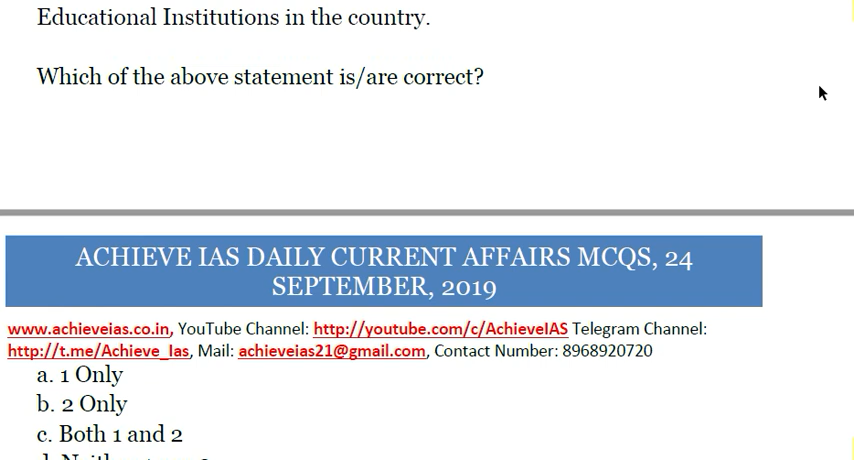 Educational Institutions in the country.
Which of the above statement is/are correct?
ACHIEVE IAS DAILY CURRENT AFFAIRS MCQS, 24
SEPTEMBER, 2019
www.achieveias.co.in, YouTube Channel: http://youtube.com/c/AchieveIAS Telegram Channel:
http://t.me/Achieve_Ias, Mail: achieveias21@gmail.com, Contact Number: 8968920720
a. 1 Only
b. 2 Only
c. Both 1 and 2